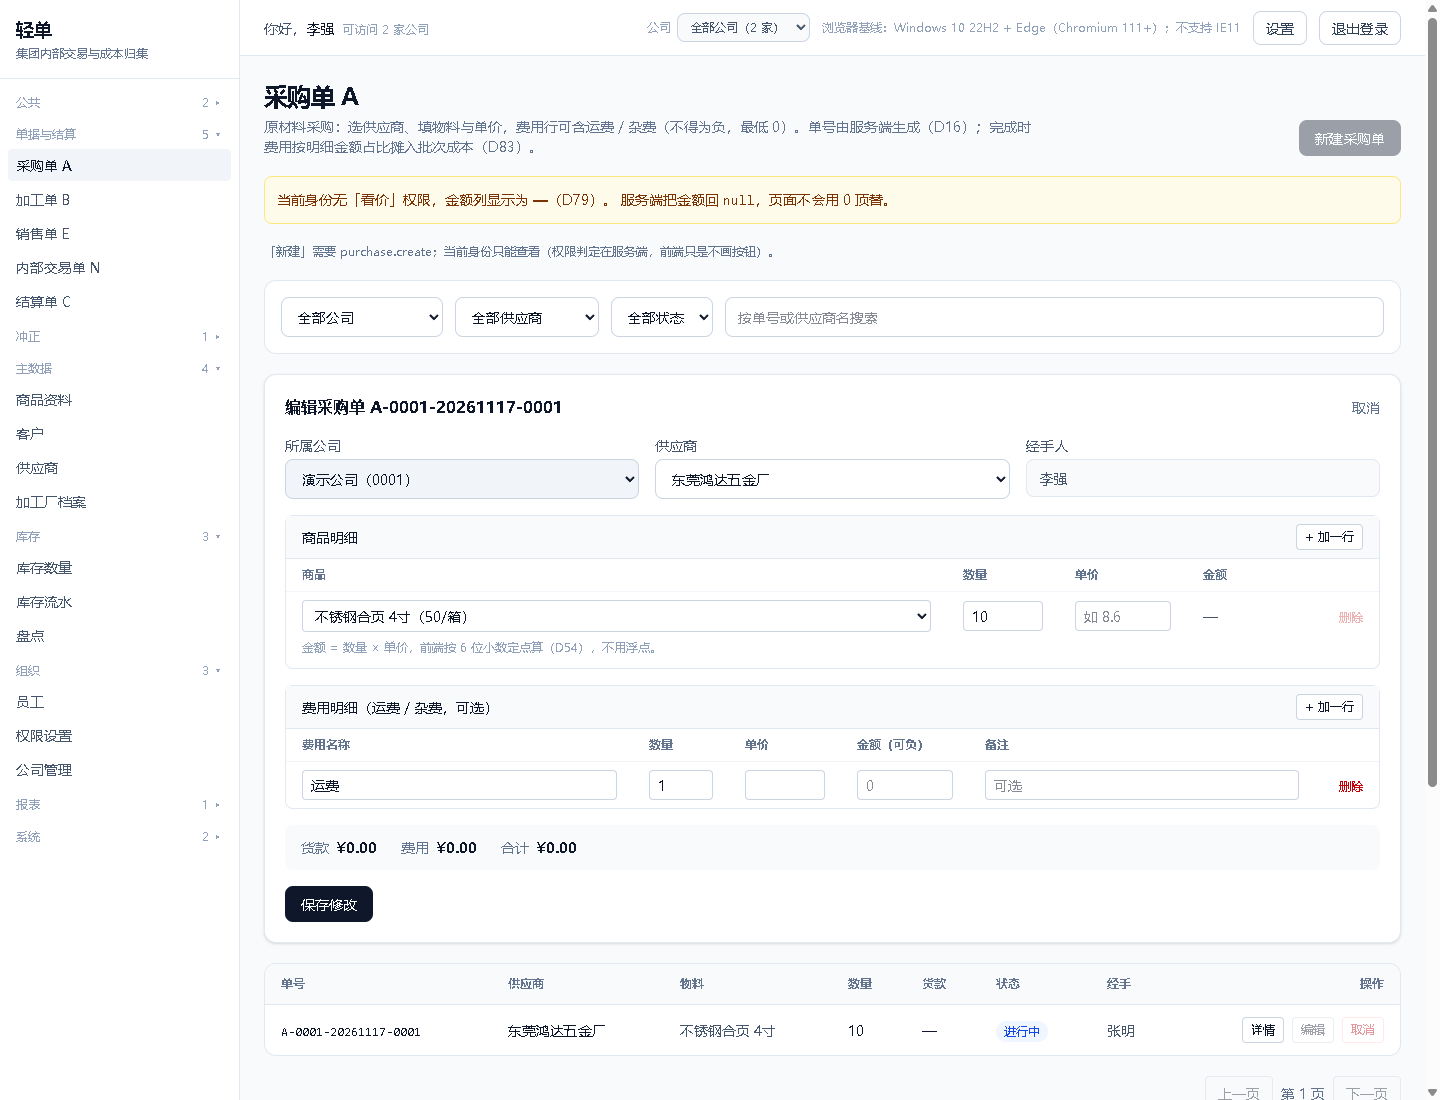 轻单
集团内部交易与成本归集
公共 2
单据与结算 5
采购单 A
加工单 B
销售单 E
内部交易单 N
结算单 C
冲正 1
主数据 4
商品资料
客户
供应商
加工厂档案
库存 3
库存数量
库存流水
盘点
组织 3
员工
权限设置
公司管理
报表 1
系统 2
你好，李强 可访问 2 家公司
公司 全部公司（2 家） 浏览器基线：Windows 10 22H2 + Edge（Chromium 111+）；不支持 IE11 设置 退出登录
采购单 A
原材料采购：选供应商、填物料与单价，费用行可含运费 / 杂费（不得为负，最低 0）。单号由服务端生成（D16）；完成时
费用按明细金额占比摊入批次成本（D83）。
新建采购单
当前身份无「看价」权限，金额列显示为 —（D79）。 服务端把金额回 null，页面不会用 0 顶替。
「新建」需要 purchase.create；当前身份只能查看（权限判定在服务端，前端只是不画按钮）。
全部公司 全部供应商 全部状态 按单号或供应商名搜索
编辑采购单 A-0001-20261117-0001 取消
所属公司 供应商 经手人
演示公司（0001） 东莞鸿达五金厂 李强
商品明细 + 加一行
商品 数量 单价 金额
不锈钢合页 4寸（50/箱） 10 如 8.6 — 删除
金额 = 数量 × 单价，前端按 6 位小数定点算（D54），不用浮点。
费用明细（运费 / 杂费，可选） + 加一行
费用名称 数量 单价 金额（可负） 备注
运费 1 0 可选 删除
货款 ¥0.00 费用 ¥0.00 合计 ¥0.00
保存修改
单号 供应商 物料 数量 货款 状态 经手 操作
A-0001-20261117-0001 东莞鸿达五金厂 不锈钢合页 4寸 10 — 进行中 张明 详情 编辑 取消
上一页 第 1 页 下一页